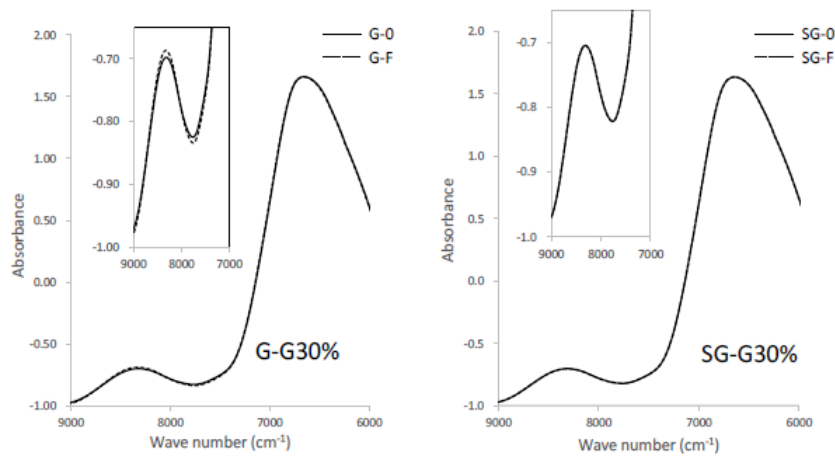 G-0
G-F
2.00
1.50
1.00
0.50
0.00
-0.50
-1.00
Absorbance
-0.70
-0.80
-0.90
-1.00
9000 8000 7000
G-G30%
9000 8000 7000 6000
Wave number (cm⁻¹)
SG-0
SG-F
2.0
1.5
1.0
0.5
0.0
-0.5
-1.0
Absorbance
-0.7
-0.8
-0.9
-1.0
9000 8000 7000
SG-G30%
9000 8000 7000 6000
Wave number (cm⁻¹)